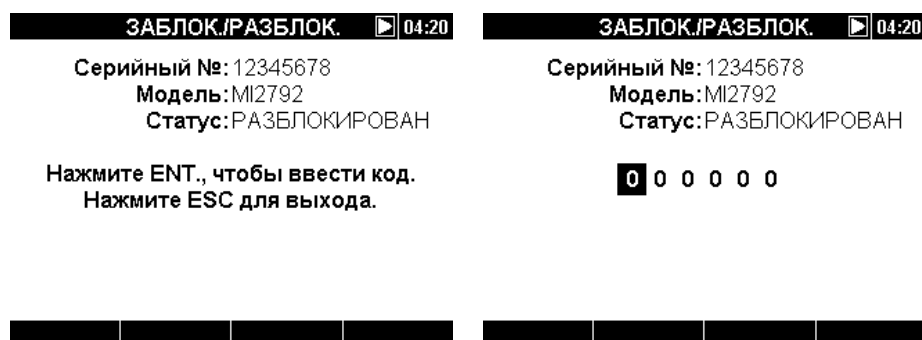 ЗАБЛОК./РАЗБЛОК. 04:20
Серийный №: 12345678
Модель: MI2792
Статус: РАЗБЛОКИРОВАН
Нажмите ENT., чтобы ввести код.
Нажмите ESC для выхода.
ЗАБЛОК./РАЗБЛОК. 04:20
Серийный №: 12345678
Модель: MI2792
Статус: РАЗБЛОКИРОВАН
0 0 0 0 0 0